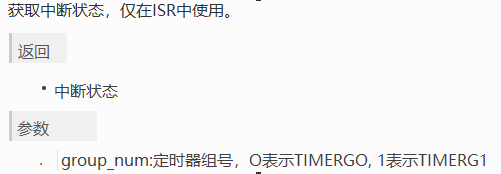 获取中断状态，仅在ISR中使用。
返回
• 中断状态
参数
. group_num:定时器组号，O表示TIMERGO, 1表示TIMERG1